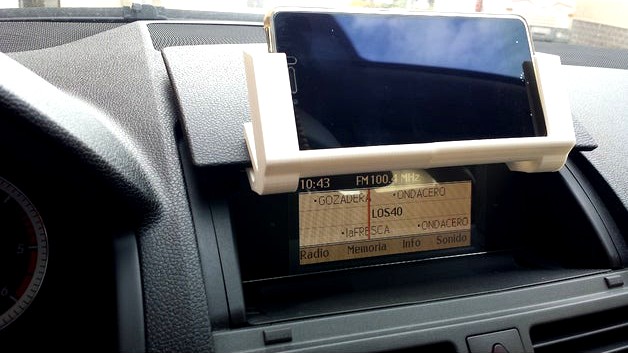 10:43 FM 100.4 MHz
•GOZADERA •ONDACERO
LOS40
•laFRESCA •ONDACERO
Radio Memoria Info Sonido